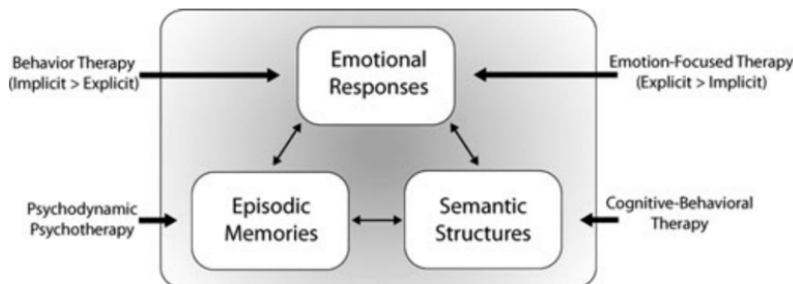 Behavior Therapy
(Implicit > Explicit)
Emotional
Responses
Emotion-Focused Therapy
(Explicit > Implicit)
Psychodynamic
Psychotherapy
Episodic
Memories
Semantic
Structures
Cognitive-Behavioral
Therapy